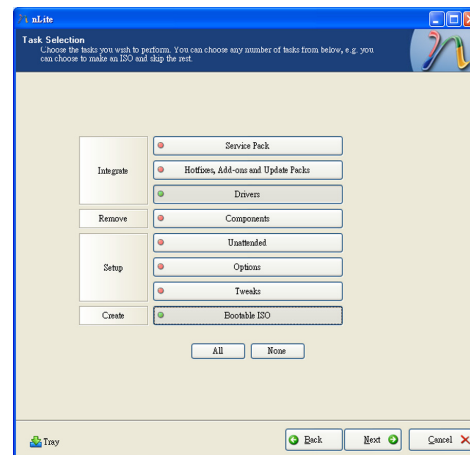 nLite
Task Selection
Choose the tasks you wish to perform. You can choose any number of tasks from below, e.g. you
can choose to make an ISO and skip the rest.
Integrate
Service Pack
Hotfixes, Add-ons and Update Packs
Drivers
Remove
Components
Setup
Unattended
Options
Tweaks
Create
Bootable ISO
All
None
Tray
Back
Next
Cancel